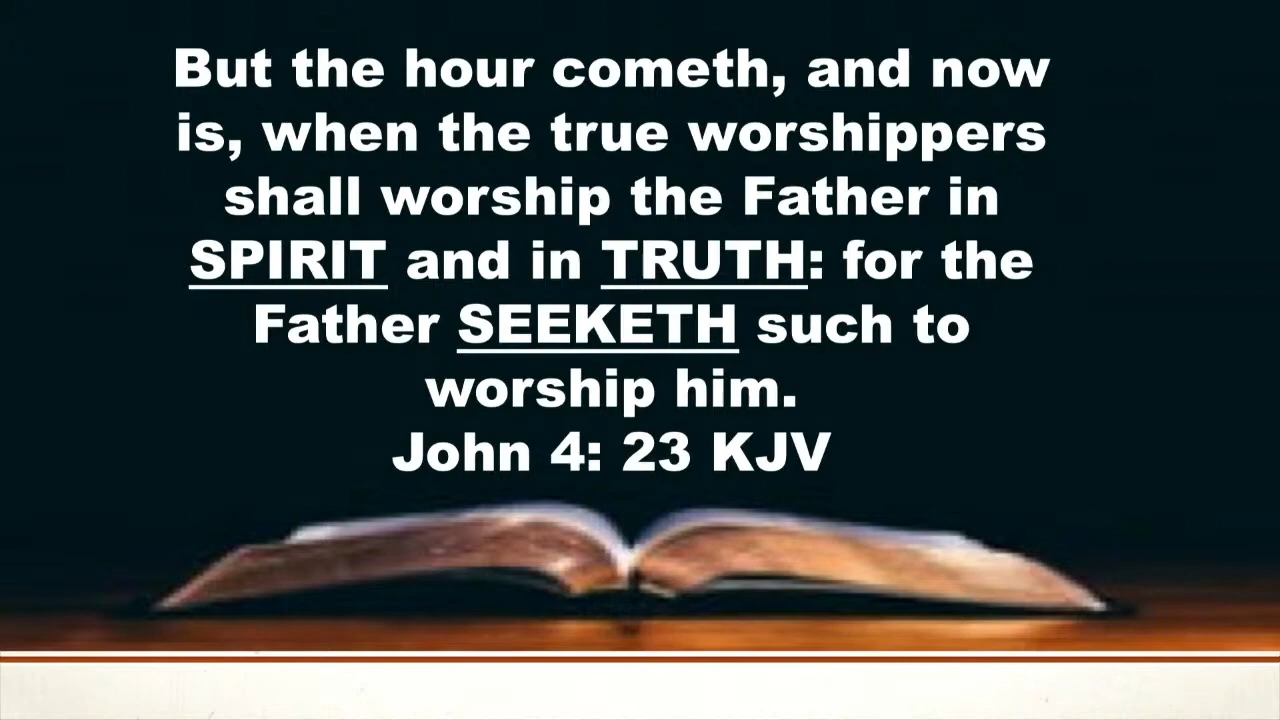 But the hour cometh, and now
is, when the true worshippers
shall worship the Father in
SPIRIT and in TRUTH: for the
Father SEEKETH such to
worship him.
John 4: 23 KJV